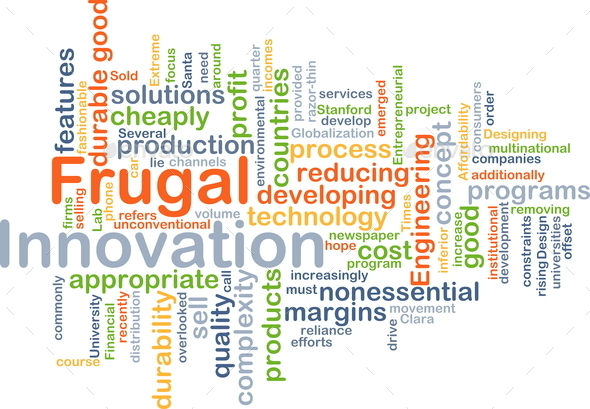 features
fashionable
durable good
Sold
Extreme
focus
Santa
need
around
profit
quarter
incomes
environmental
countries
provided
razor-thin
solutions
cheaply
Several
production
lie
channels
car
phone
services
Stanford
develop
Globalization
emerged
Entrepreneurial
project
process
reducing
developing
technology
Engineering
concept
Affordability
consumers
order
Designing
multinational
companies
additionally
programs
Frugal
firms
selling
Lab
refers
unconventional
volume
Innovation
newspaper
hope
cost
program
Times
inferior
increase
good
institutional
development
removing
constraints
rising
Design
universities
offset
appropriate
increasingly
must
nonessential
margins
movement
Clara
reliance
efforts
drive
commonly
University
Financial
recently
distribution
durability
overlooked
sell
quality
call
complexity
products
course